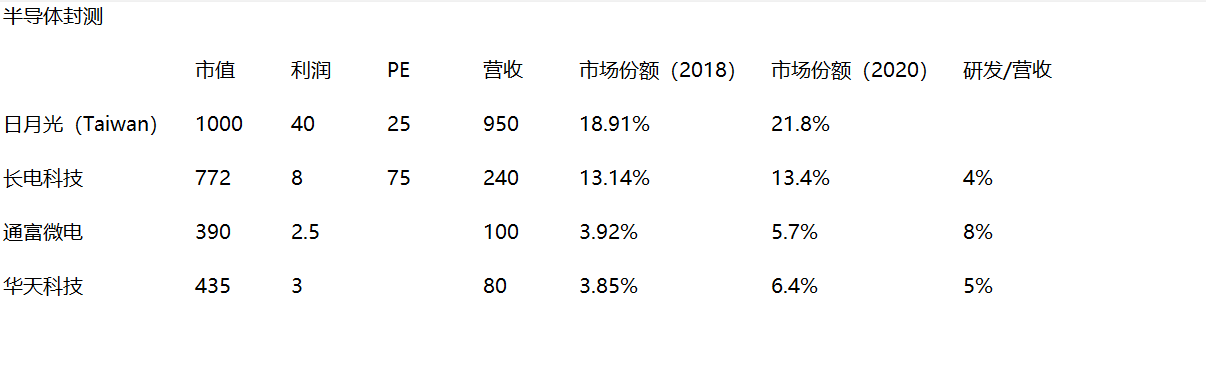 半导体封测
市值 利润 PE 营收 市场份额（2018） 市场份额（2020） 研发/营收
日月光（Taiwan） 1000 40 25 950 18.91% 21.8%
长电科技 772 8 75 240 13.14% 13.4% 4%
通富微电 390 2.5 100 3.92% 5.7% 8%
华天科技 435 3 80 3.85% 6.4% 5%